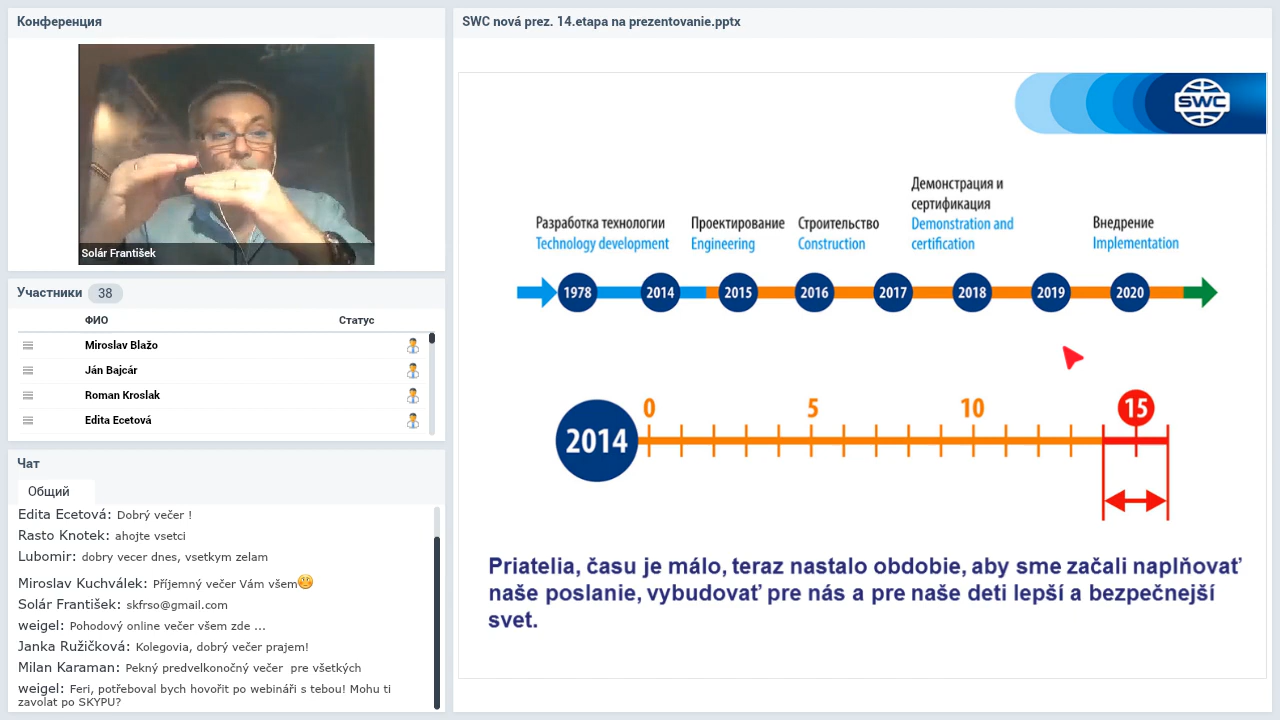 Конференция
Solár František
Участники 38
ФИО Статус
Miroslav Blažo
Ján Bajcár
Roman Kroslak
Edita Ecetová
Чат
Общий
Edita Ecetová: Dobrý večer !
Rasto Knotek: ahojte vsetci
Lubomir: dobry vecer dnes, vsetkym zelam
Miroslav Kuchválek: Příjemný večer Vám všem
Solár František: skfrso@gmail.com
weigel: Pohodový online večer všem zde ...
Janka Ružičková: Kolegovia, dobrý večer prajem!
Milan Karaman: Pekný predvelkonočný večer pre všetkých
weigel: Feri, potřeboval bych hovořit po webináři s tebou! Mohu ti
zavolat po SKYPU?
SWC nová prez. 14.etapa na prezentovanie.pptx
SWC
Разработка технологии
Technology development
Проектирование
Engineering
Строительство
Construction
Демонстрация и
сертификация
Demonstration and
certification
Внедрение
Implementation
1978 2014 2015 2016 2017 2018 2019 2020
0 5 10 15
2014
Priatelia, času je málo, teraz nastalo obdobie, aby sme začali naplňovať
naše poslanie, vybudovať pre nás a pre naše deti lepší a bezpečnejší
svet.